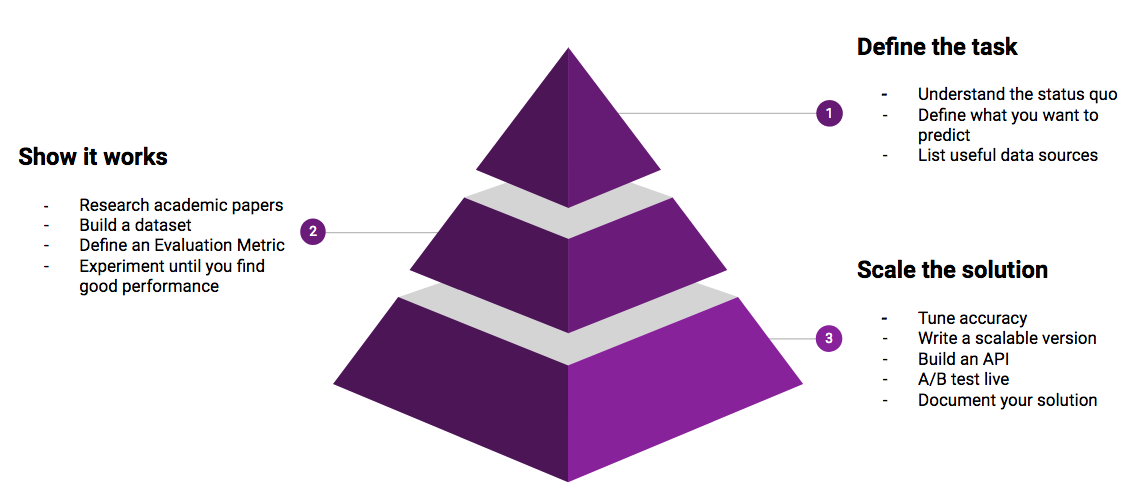 Define the task
- Understand the status quo
- Define what you want to
predict
- List useful data sources
1
Show it works
- Research academic papers
- Build a dataset
- Define an Evaluation Metric
- Experiment until you find
good performance
2
Scale the solution
- Tune accuracy
- Write a scalable version
- Build an API
- A/B test live
- Document your solution
3